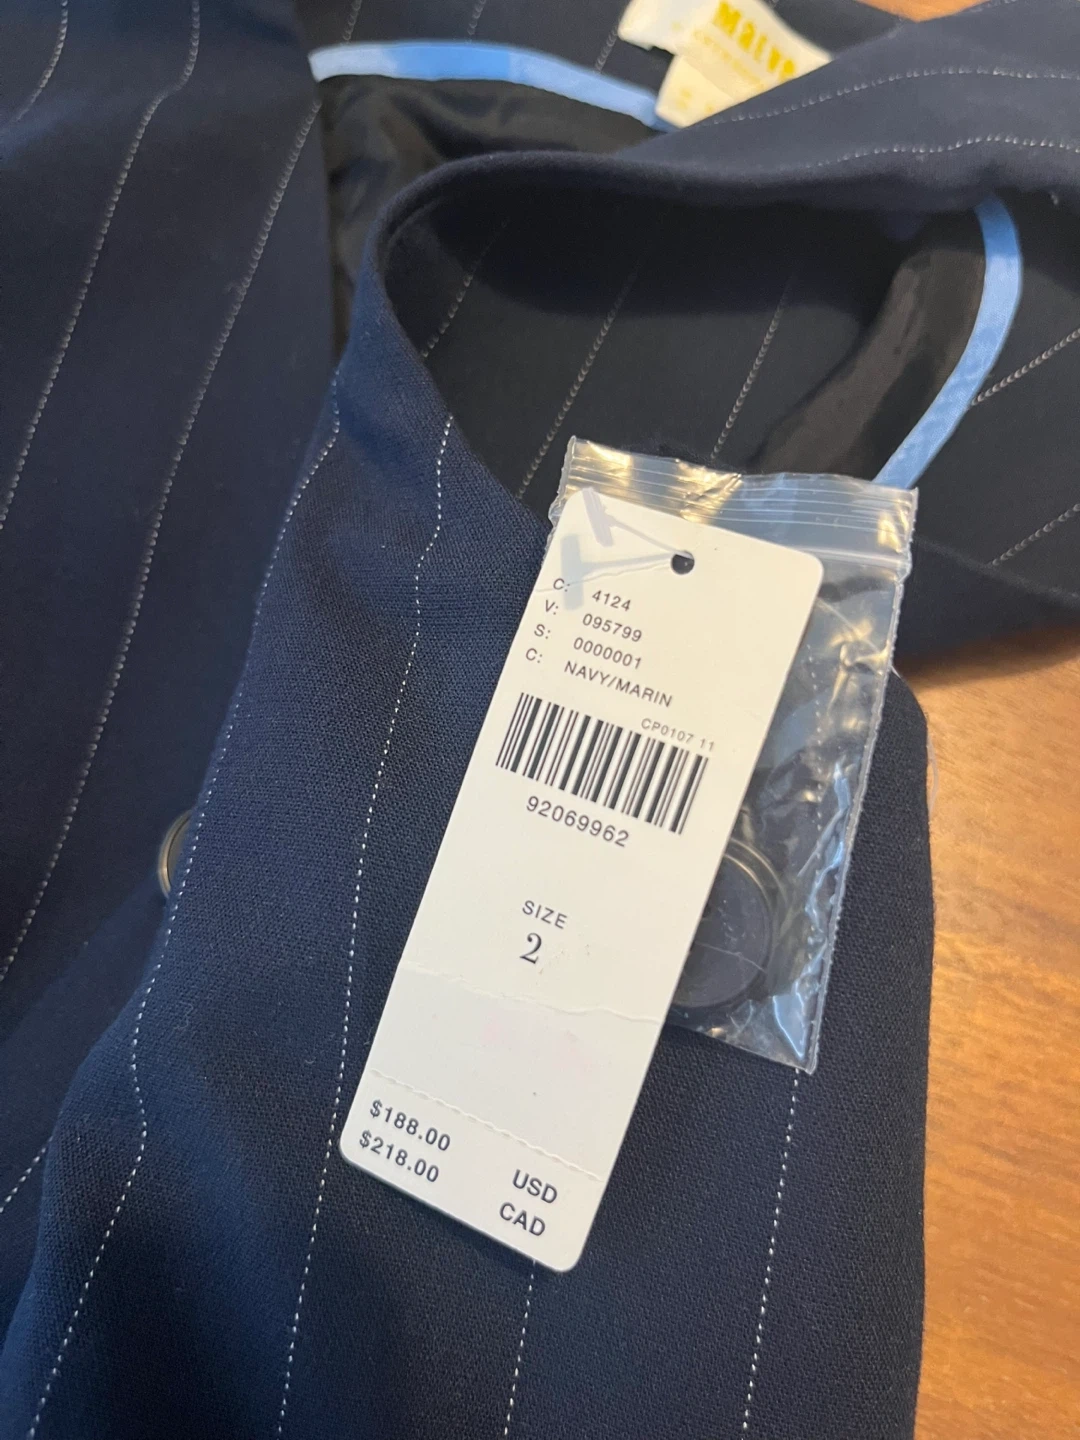 C: 4124
V: 095799
S: 0000001
C: NAVY/MARIN
CP0107 11
92069962
SIZE
2
$188.00 USD
$218.00 CAD